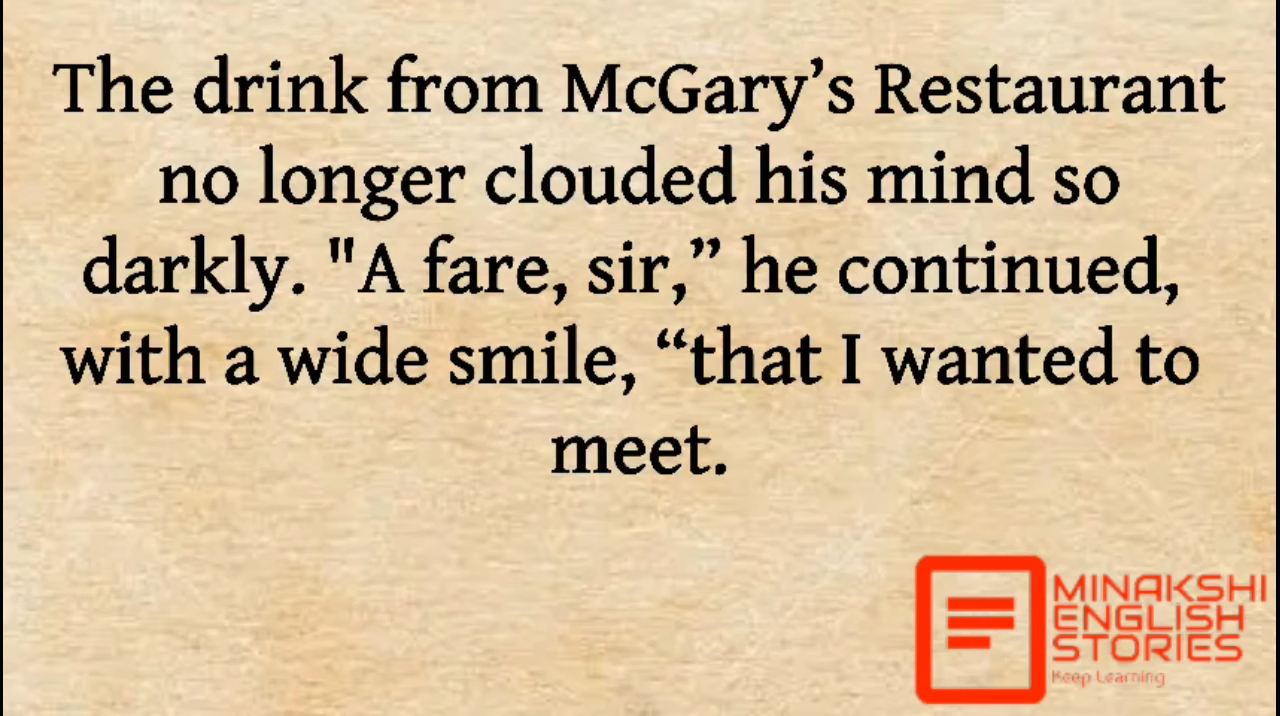 The drink from McGary’s Restaurant
no longer clouded his mind so
darkly. "A fare, sir,” he continued,
with a wide smile, “that I wanted to
meet.
MINAKSHI
ENGLISH
STORIES
Keep Learning